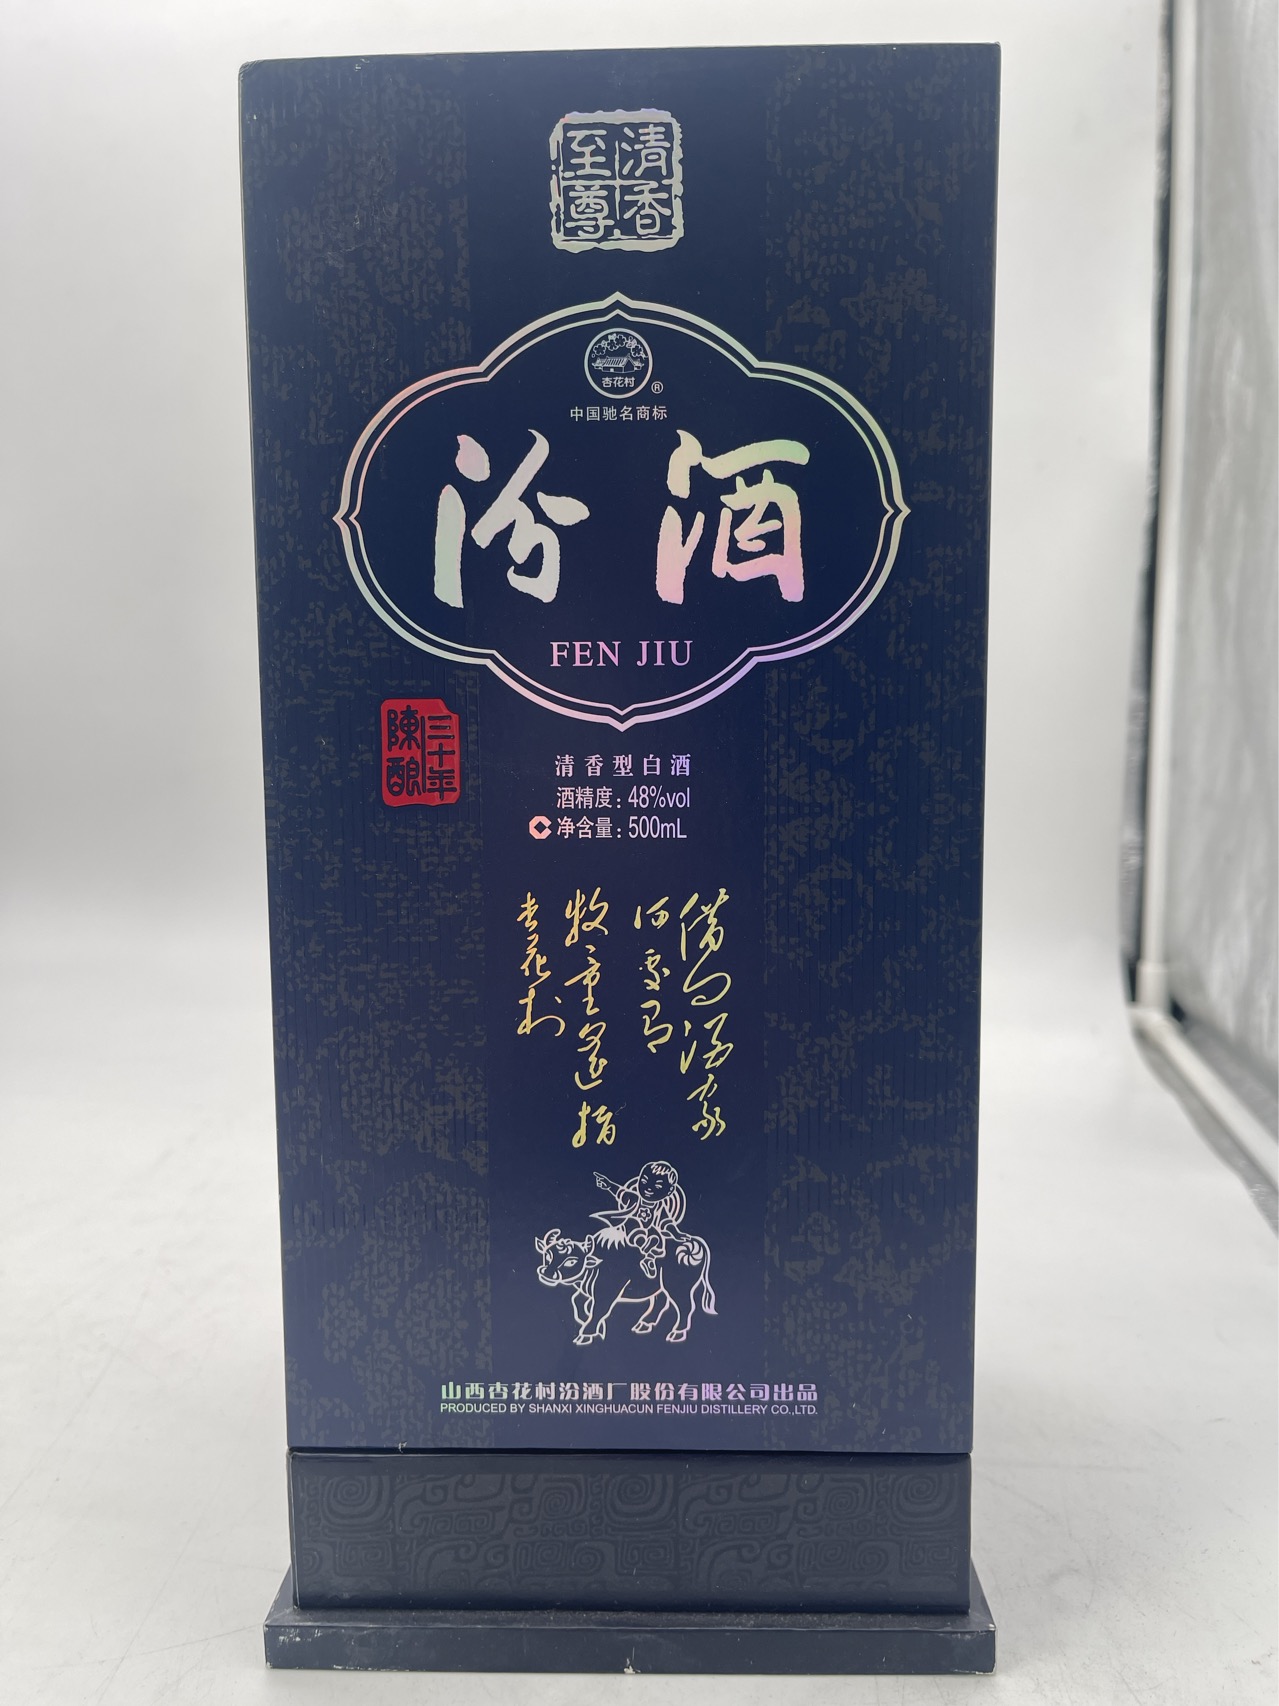 清香
至尊
杏花村
®
中国驰名商标
汾酒
FEN JIU
三十年
陳酿
清香型白酒
酒精度：48%vol
净含量：500mL
借问酒家
何处有
牧童遥指
杏花村
山西杏花村汾酒厂股份有限公司出品
PRODUCED BY SHANXI XINGHUACUN FENJIU DISTILLERY CO.,LTD.